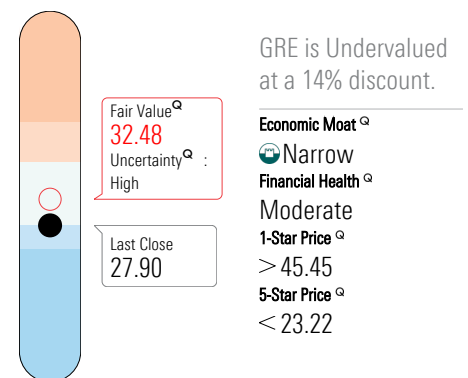 GRE is Undervalued
at a 14% discount.
Fair Value Q
32.48
Uncertainty Q :
High
Last Close
27.90
Economic Moat Q
Narrow
Financial Health Q
Moderate
1-Star Price Q
>45.45
5-Star Price Q
<23.22